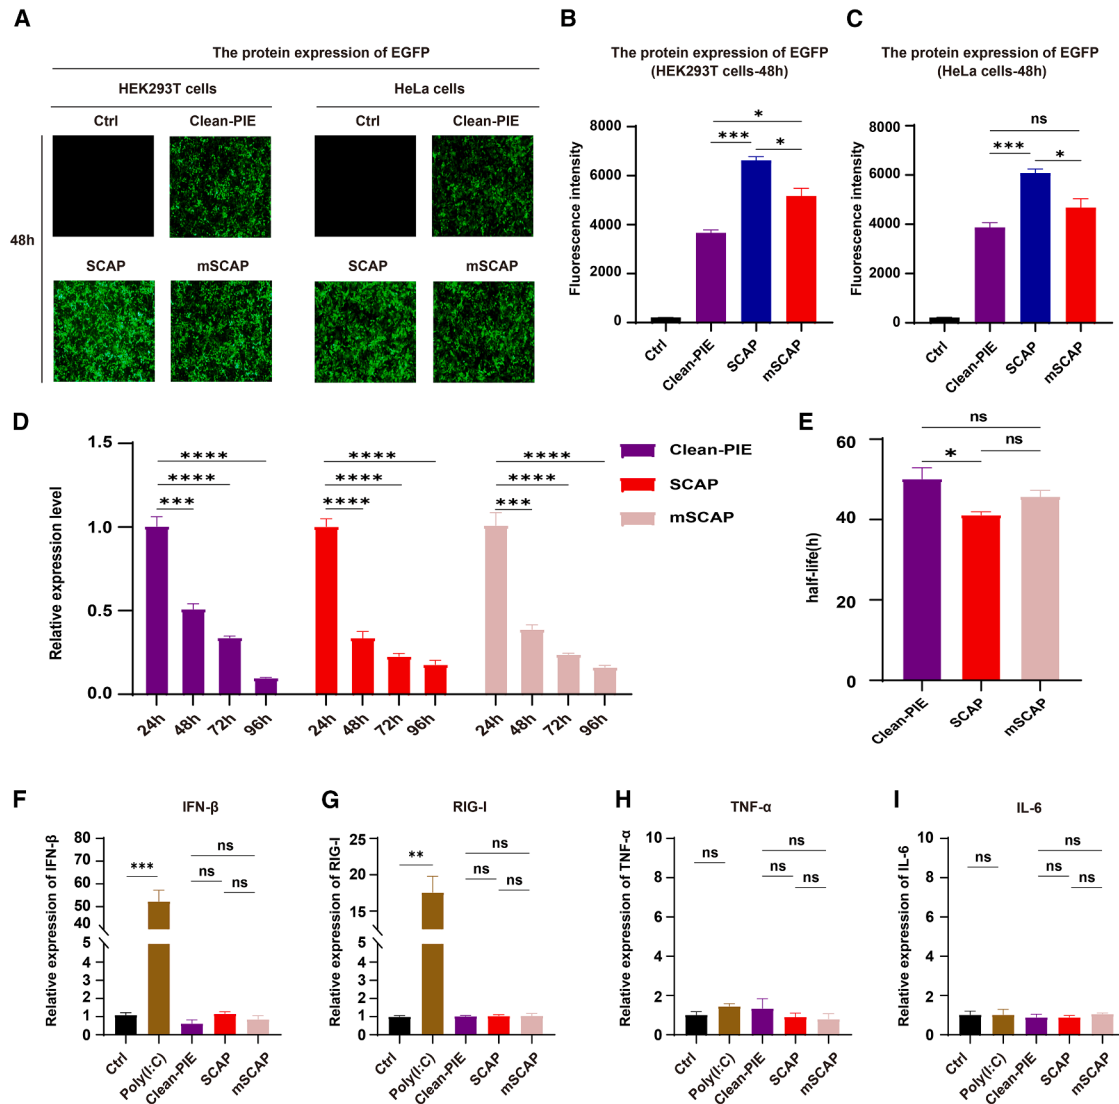 A
The protein expression of EGFP
HEK293T cells
HeLa cells
Ctrl
Clean-PIE
Ctrl
Clean-PIE
48h
SCAP
mSCAP
SCAP
mSCAP
B
The protein expression of EGFP
(HEK293T cells-48h)
Fluorescence intensity
8000
6000
4000
2000
0
*
***
*
Ctrl
Clean-PIE
SCAP
mSCAP
C
The protein expression of EGFP
(HeLa cells-48h)
Fluorescence intensity
8000
6000
4000
2000
0
ns
***
*
Ctrl
Clean-PIE
SCAP
mSCAP
D
Relative expression level
1.5
1.0
0.5
0.0
****
****
***
****
****
****
****
****
***
24h
48h
72h
96h
24h
48h
72h
96h
24h
48h
72h
96h
Clean-PIE
SCAP
mSCAP
E
half-life(h)
60
40
20
0
ns
*
ns
Clean-PIE
SCAP
mSCAP
F
IFN-β
Relative expression of IFN-β
80
70
60
50
40
5
4
3
2
1
0
***
ns
ns
ns
Ctrl
Poly(I:C)
Clean-PIE
SCAP
mSCAP
G
RIG-I
Relative expression of RIG-I
25
20
15
5
4
3
2
1
0
**
ns
ns
ns
Ctrl
Poly(I:C)
Clean-PIE
SCAP
mSCAP
H
TNF-α
Relative expression of TNF-α
10
8
6
4
2
0
ns
ns
ns
ns
Ctrl
Poly(I:C)
Clean-PIE
SCAP
mSCAP
I
IL-6
Relative expression of IL-6
10
8
6
4
2
0
ns
ns
ns
ns
Ctrl
Poly(I:C)
Clean-PIE
SCAP
mSCAP